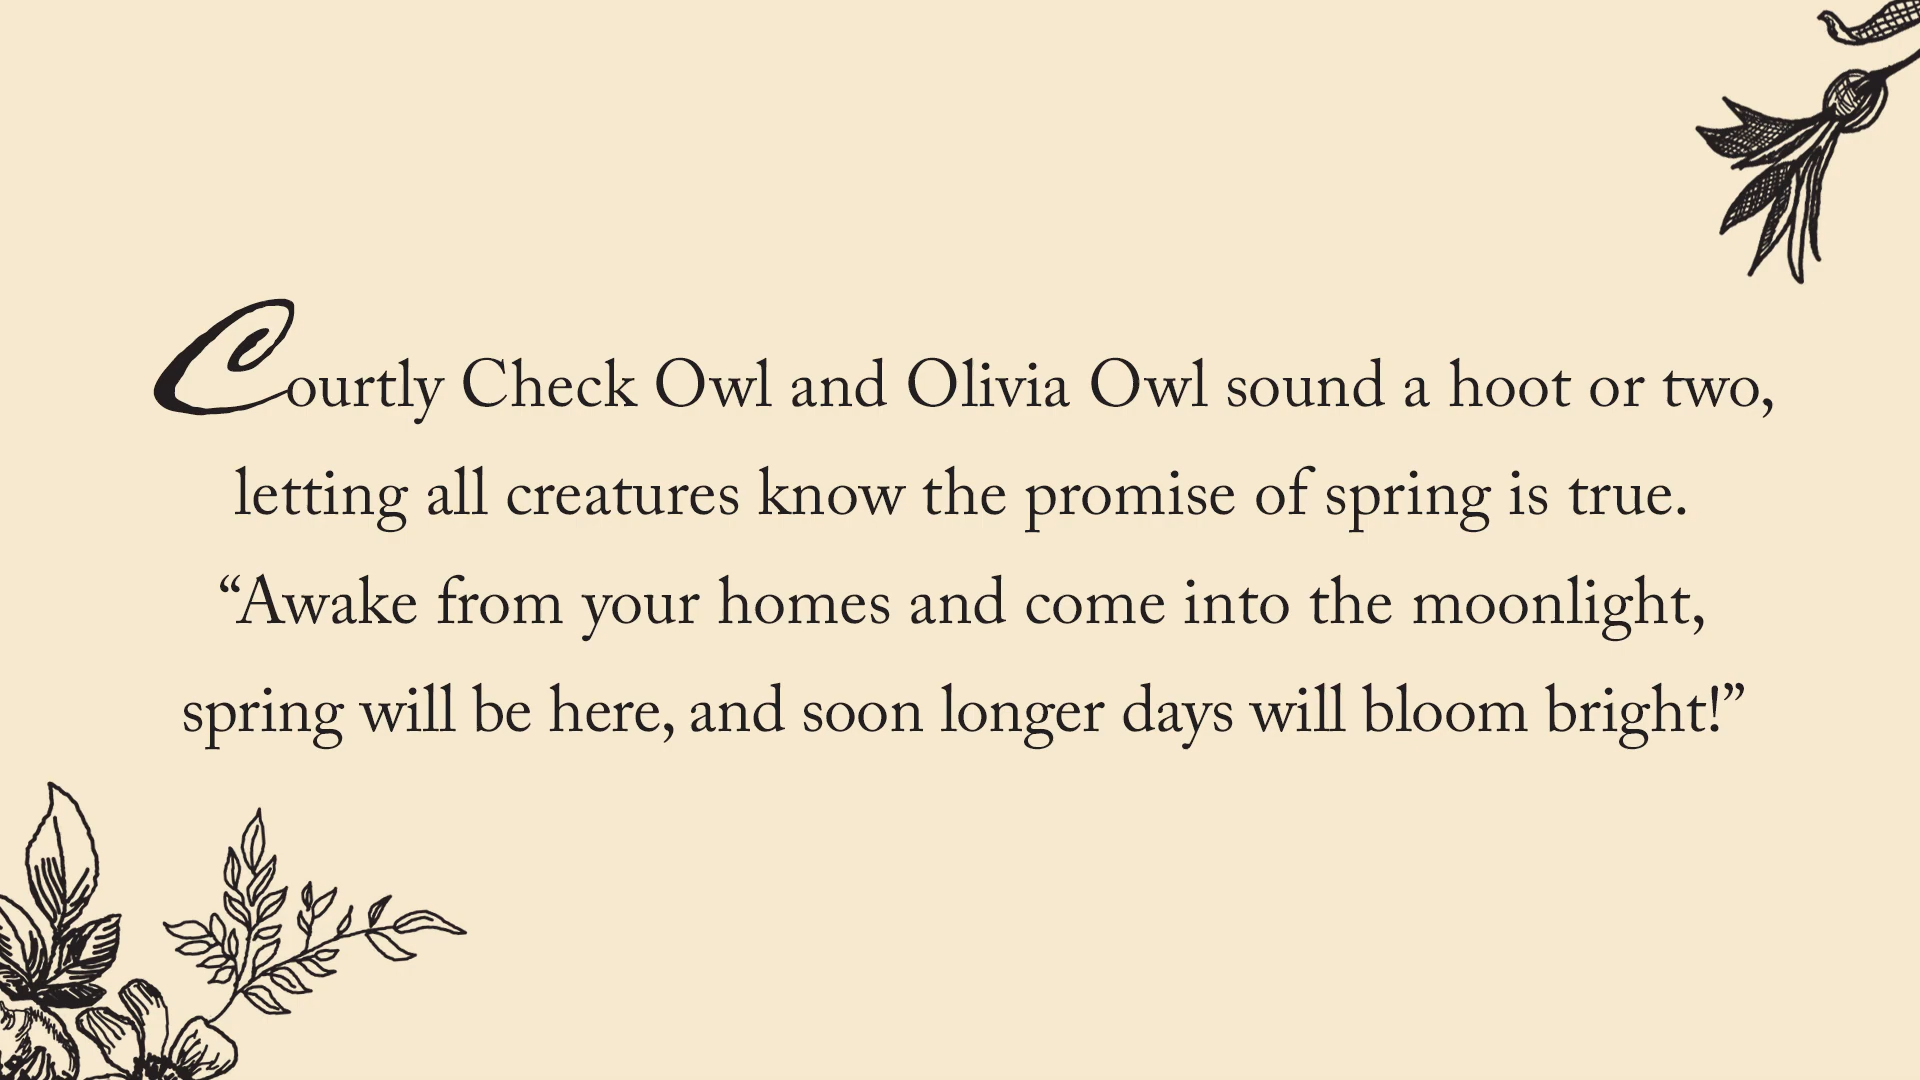 Courtly Check Owl and Olivia Owl sound a hoot or two,
letting all creatures know the promise of spring is true.
“Awake from your homes and come into the moonlight,
spring will be here, and soon longer days will bloom bright!”